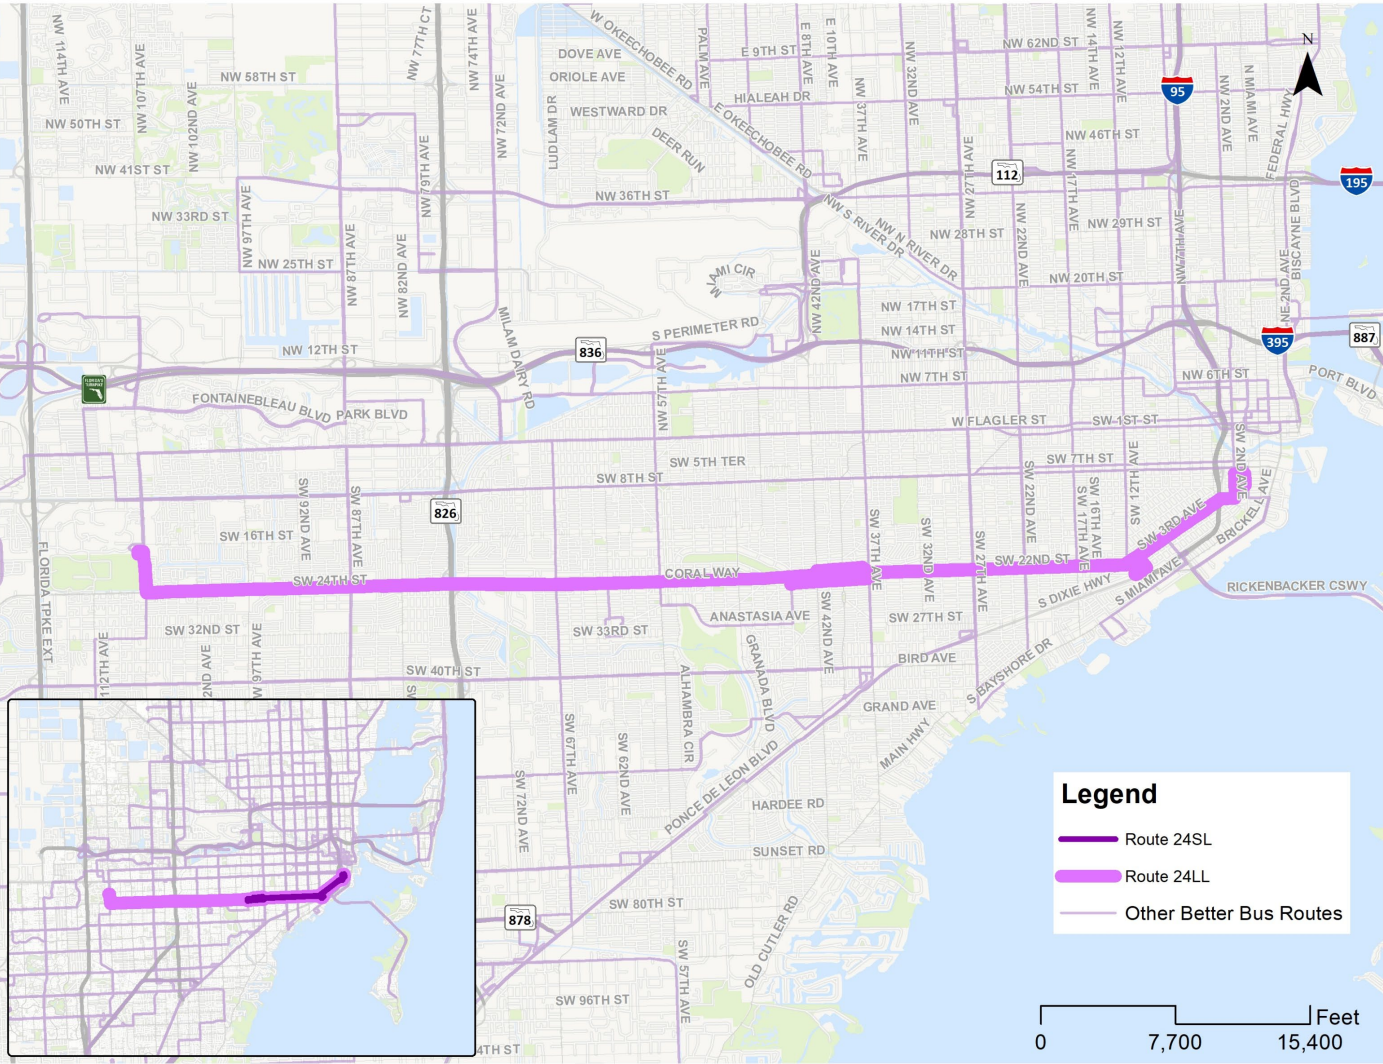 NW 114TH AVE
NW 107TH AVE
NW 102ND AVE
NW 58TH ST
NW 50TH ST
NW 41ST ST
NW 33RD ST
NW 97TH AVE
NW 25TH ST
NW 87TH AVE
NW 82ND AVE
NW 79TH AVE
NW 77TH CT
NW 74TH AVE
NW 72ND AVE
LUDLAM DR
DOVE AVE
ORIOLE AVE
WESTWARD DR
DEER RUN
W OKEECHOBEE RD
PALM AVE
E 9TH ST
E 8TH AVE
E 10TH AVE
HIALEAH DR
E OKEECHOBEE RD
NW 37TH AVE
NW 32ND AVE
NW 62ND ST
NW 54TH ST
NW 14TH AVE
NW 12TH AVE
95
N
NW 2ND AVE
N MIAMI AVE
FEDERAL HWY
NW 46TH ST
112
NW 17TH AVE
195
NW 36TH ST
NW 27TH AVE
NW S RIVER DR
NW N RIVER DR
NW 28TH ST
NW 22ND AVE
NW 29TH ST
NW 7TH AVE
BISCAYNE BLVD
NE 2ND AVE
NW 20TH ST
NW 42ND AVE
NW 17TH ST
NW 14TH ST
NW 11TH ST
NW 7TH ST
S PERIMETER RD
836
MILAM DAIRY RD
NW 57TH AVE
NW 12TH ST
FLORIDA'S TURNPIKE
FONTAINEBLEAU BLVD
PARK BLVD
395
887
PORT BLVD
NW 6TH ST
W FLAGLER ST
SW 1ST ST
SW 5TH TER
SW 7TH ST
SW 8TH ST
SW 2ND AVE
BRICKELL AVE
SW 12TH AVE
SW 16TH AVE
SW 17TH AVE
SW 22ND AVE
SW 3RD AVE
826
SW 92ND AVE
SW 87TH AVE
SW 16TH ST
SW 24TH ST
CORAL WAY
SW 37TH AVE
SW 32ND AVE
SW 27TH AVE
SW 22ND ST
S DIXIE HWY
S MIAMI AVE
RICKENBACKER CSWY
FLORIDA TPKE EXT
112TH AVE
SW 32ND ST
2ND AVE
W 97TH AVE
SW 40TH ST
SW
SW 33RD ST
ANASTASIA AVE
SW 42ND AVE
SW 27TH ST
BIRD AVE
S BAYSHORE DR
GRAND AVE
MAIN HWY
ALHAMBRA CIR
GRANADA BLVD
PONCE DE LEON BLVD
SW 72ND AVE
SW 67TH AVE
SW 62ND AVE
HARDEE RD
SUNSET RD
SW 80TH ST
878
SW 57TH AVE
OLD CUTLER RD
SW 96TH ST
4TH ST
Legend
Route 24SL
Route 24LL
Other Better Bus Routes
Feet
0 7,700 15,400